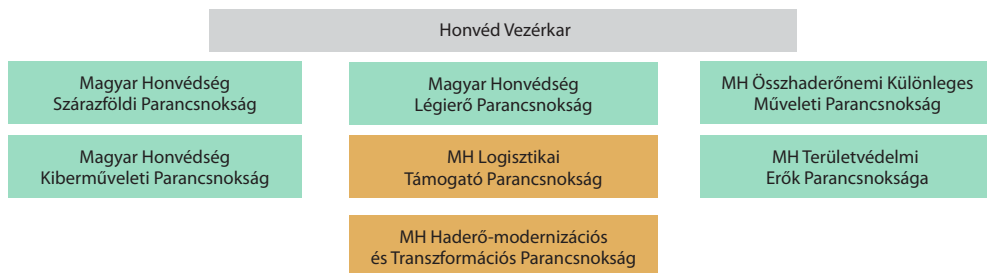 Honvéd Vezérkar
Magyar Honvédség
Szárazföldi Parancsnokság
Magyar Honvédség
Légierő Parancsnokság
MH Összhaderőnemi Különleges
Műveleti Parancsnokság
Magyar Honvédség
Kiberműveleti Parancsnokság
MH Logisztikai
Támogató Parancsnokság
MH Területvédelmi
Erők Parancsnoksága
MH Haderő-modernizációs
és Transzformációs Parancsnokság